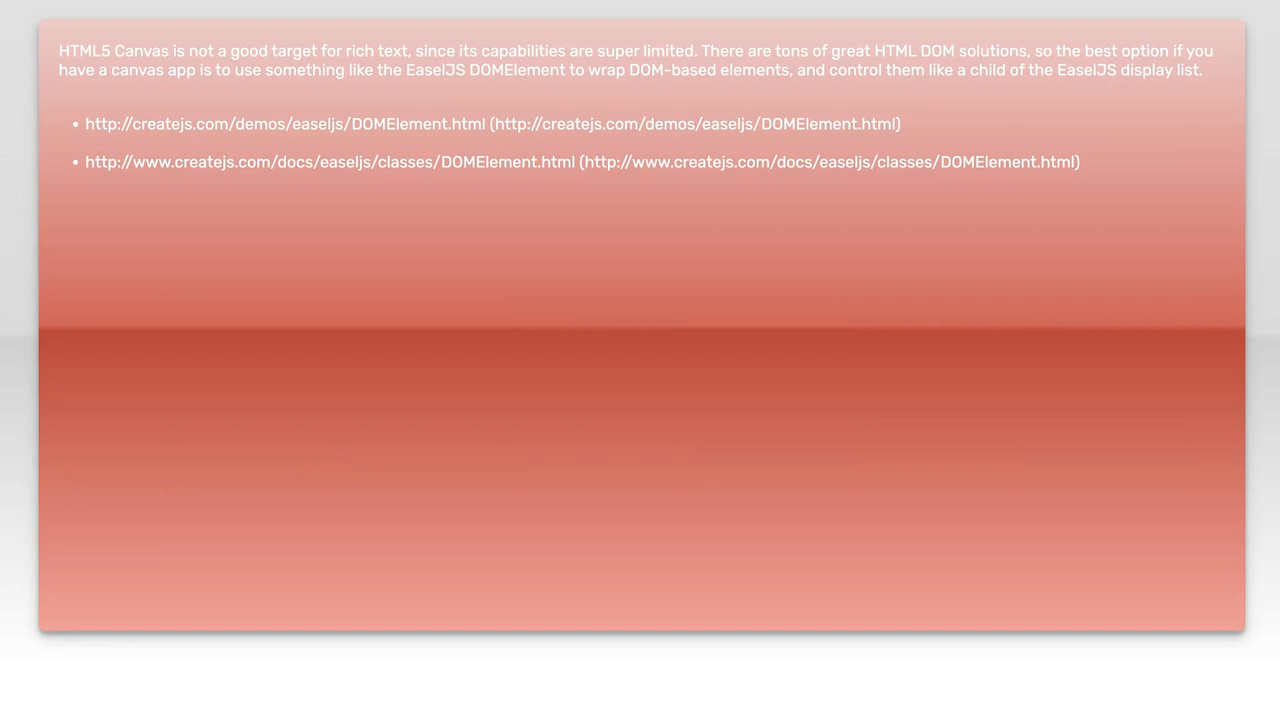 HTML5 Canvas is not a good target for rich text, since its capabilities are super limited. There are tons of great HTML DOM solutions, so the best option if you
have a canvas app is to use something like the EaselJS DOMElement to wrap DOM-based elements, and control them like a child of the EaselJS display list.
• http://createjs.com/demos/easeljs/DOMElement.html (http://createjs.com/demos/easeljs/DOMElement.html)
• http://www.createjs.com/docs/easeljs/classes/DOMElement.html (http://www.createjs.com/docs/easeljs/classes/DOMElement.html)